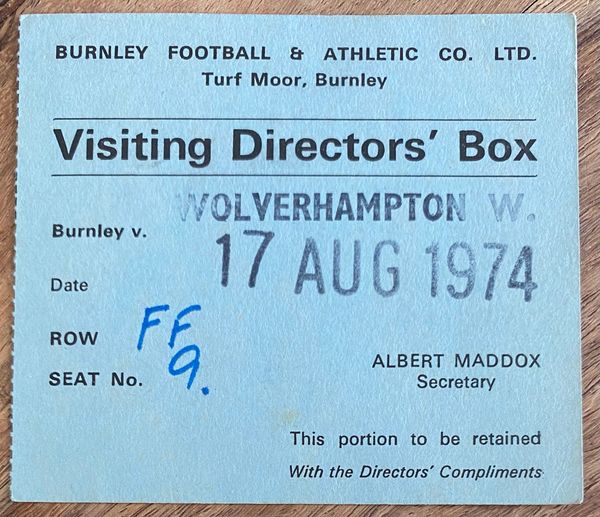 BURNLEY FOOTBALL & ATHLETIC CO. LTD.
Turf Moor, Burnley
Visiting Directors' Box
Burnley v. WOLVERHAMPTON W.
Date 17 AUG 1974
ROW FF
SEAT No. 9.
ALBERT MADDOX
Secretary
This portion to be retained
With the Directors' Compliments